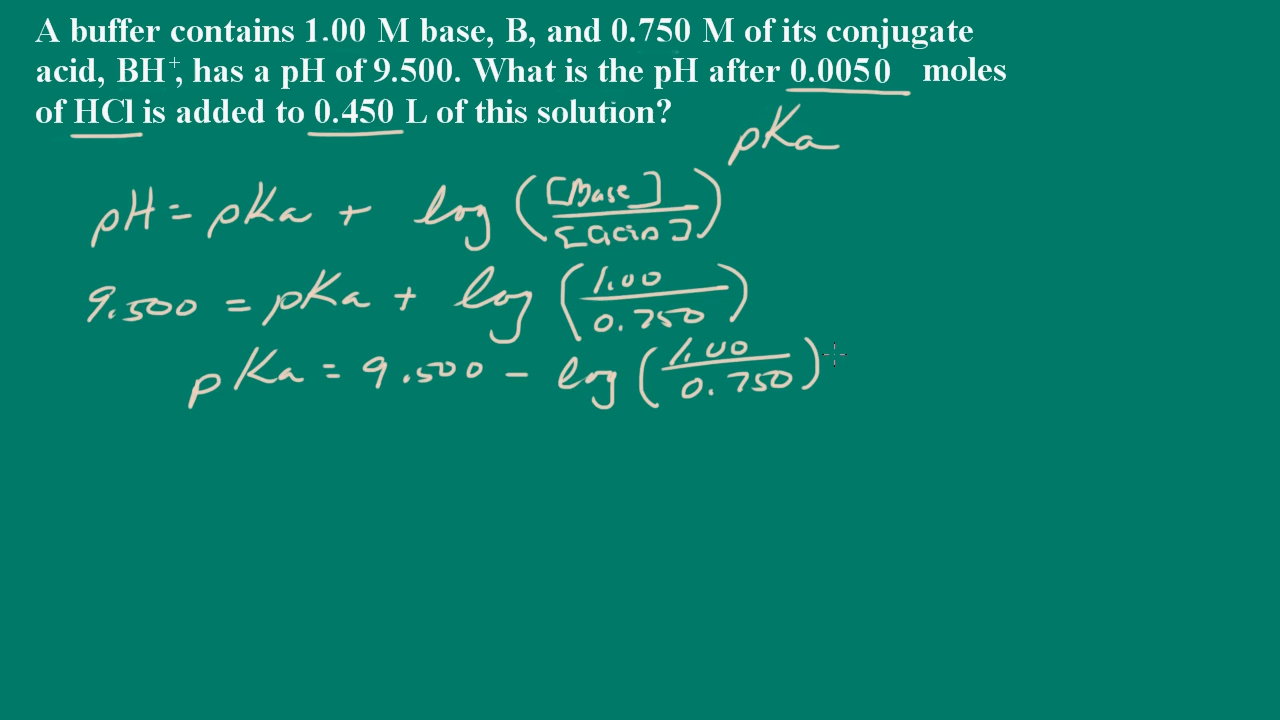 A buffer contains 1.00 M base, B, and 0.750 M of its conjugate
acid, BH⁺, has a pH of 9.500. What is the pH after 0.0050 moles
of HCl is added to 0.450 L of this solution?
pKa
pH = pKa + log ([Base]/[acid])
9.500 = pKa + log (1.00/0.750)
pKa = 9.500 - log (1.00/0.750)